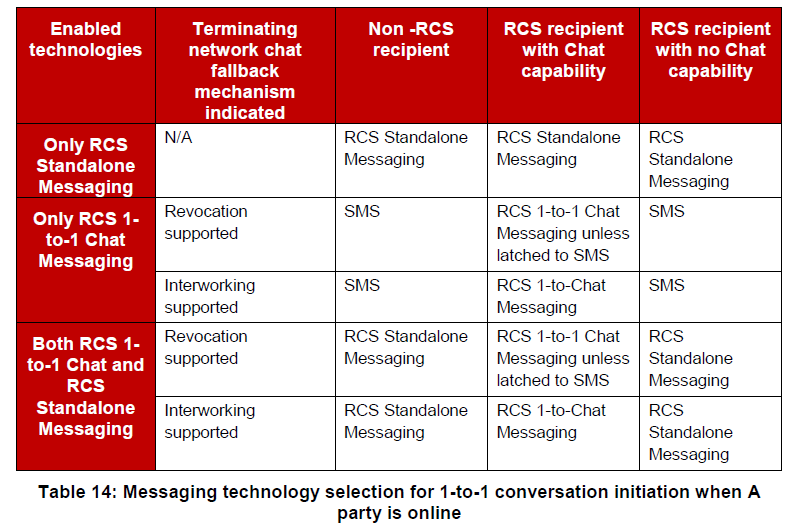 Enabled
technologies
Terminating
network chat
fallback
mechanism
indicated
Non -RCS
recipient
RCS recipient
with Chat
capability
RCS recipient
with no Chat
capability
Only RCS
Standalone
Messaging
N/A
RCS Standalone
Messaging
RCS Standalone
Messaging
RCS
Standalone
Messaging
Only RCS 1-
to-1 Chat
Messaging
Revocation
supported
SMS
RCS 1-to-1 Chat
Messaging unless
latched to SMS
SMS
Interworking
supported
SMS
RCS 1-to-Chat
Messaging
SMS
Both RCS 1-
to-1 Chat and
RCS
Standalone
Messaging
Revocation
supported
RCS Standalone
Messaging
RCS 1-to-1 Chat
Messaging unless
latched to SMS
RCS
Standalone
Messaging
Interworking
supported
RCS Standalone
Messaging
RCS 1-to-Chat
Messaging
RCS
Standalone
Messaging
Table 14: Messaging technology selection for 1-to-1 conversation initiation when A
party is online